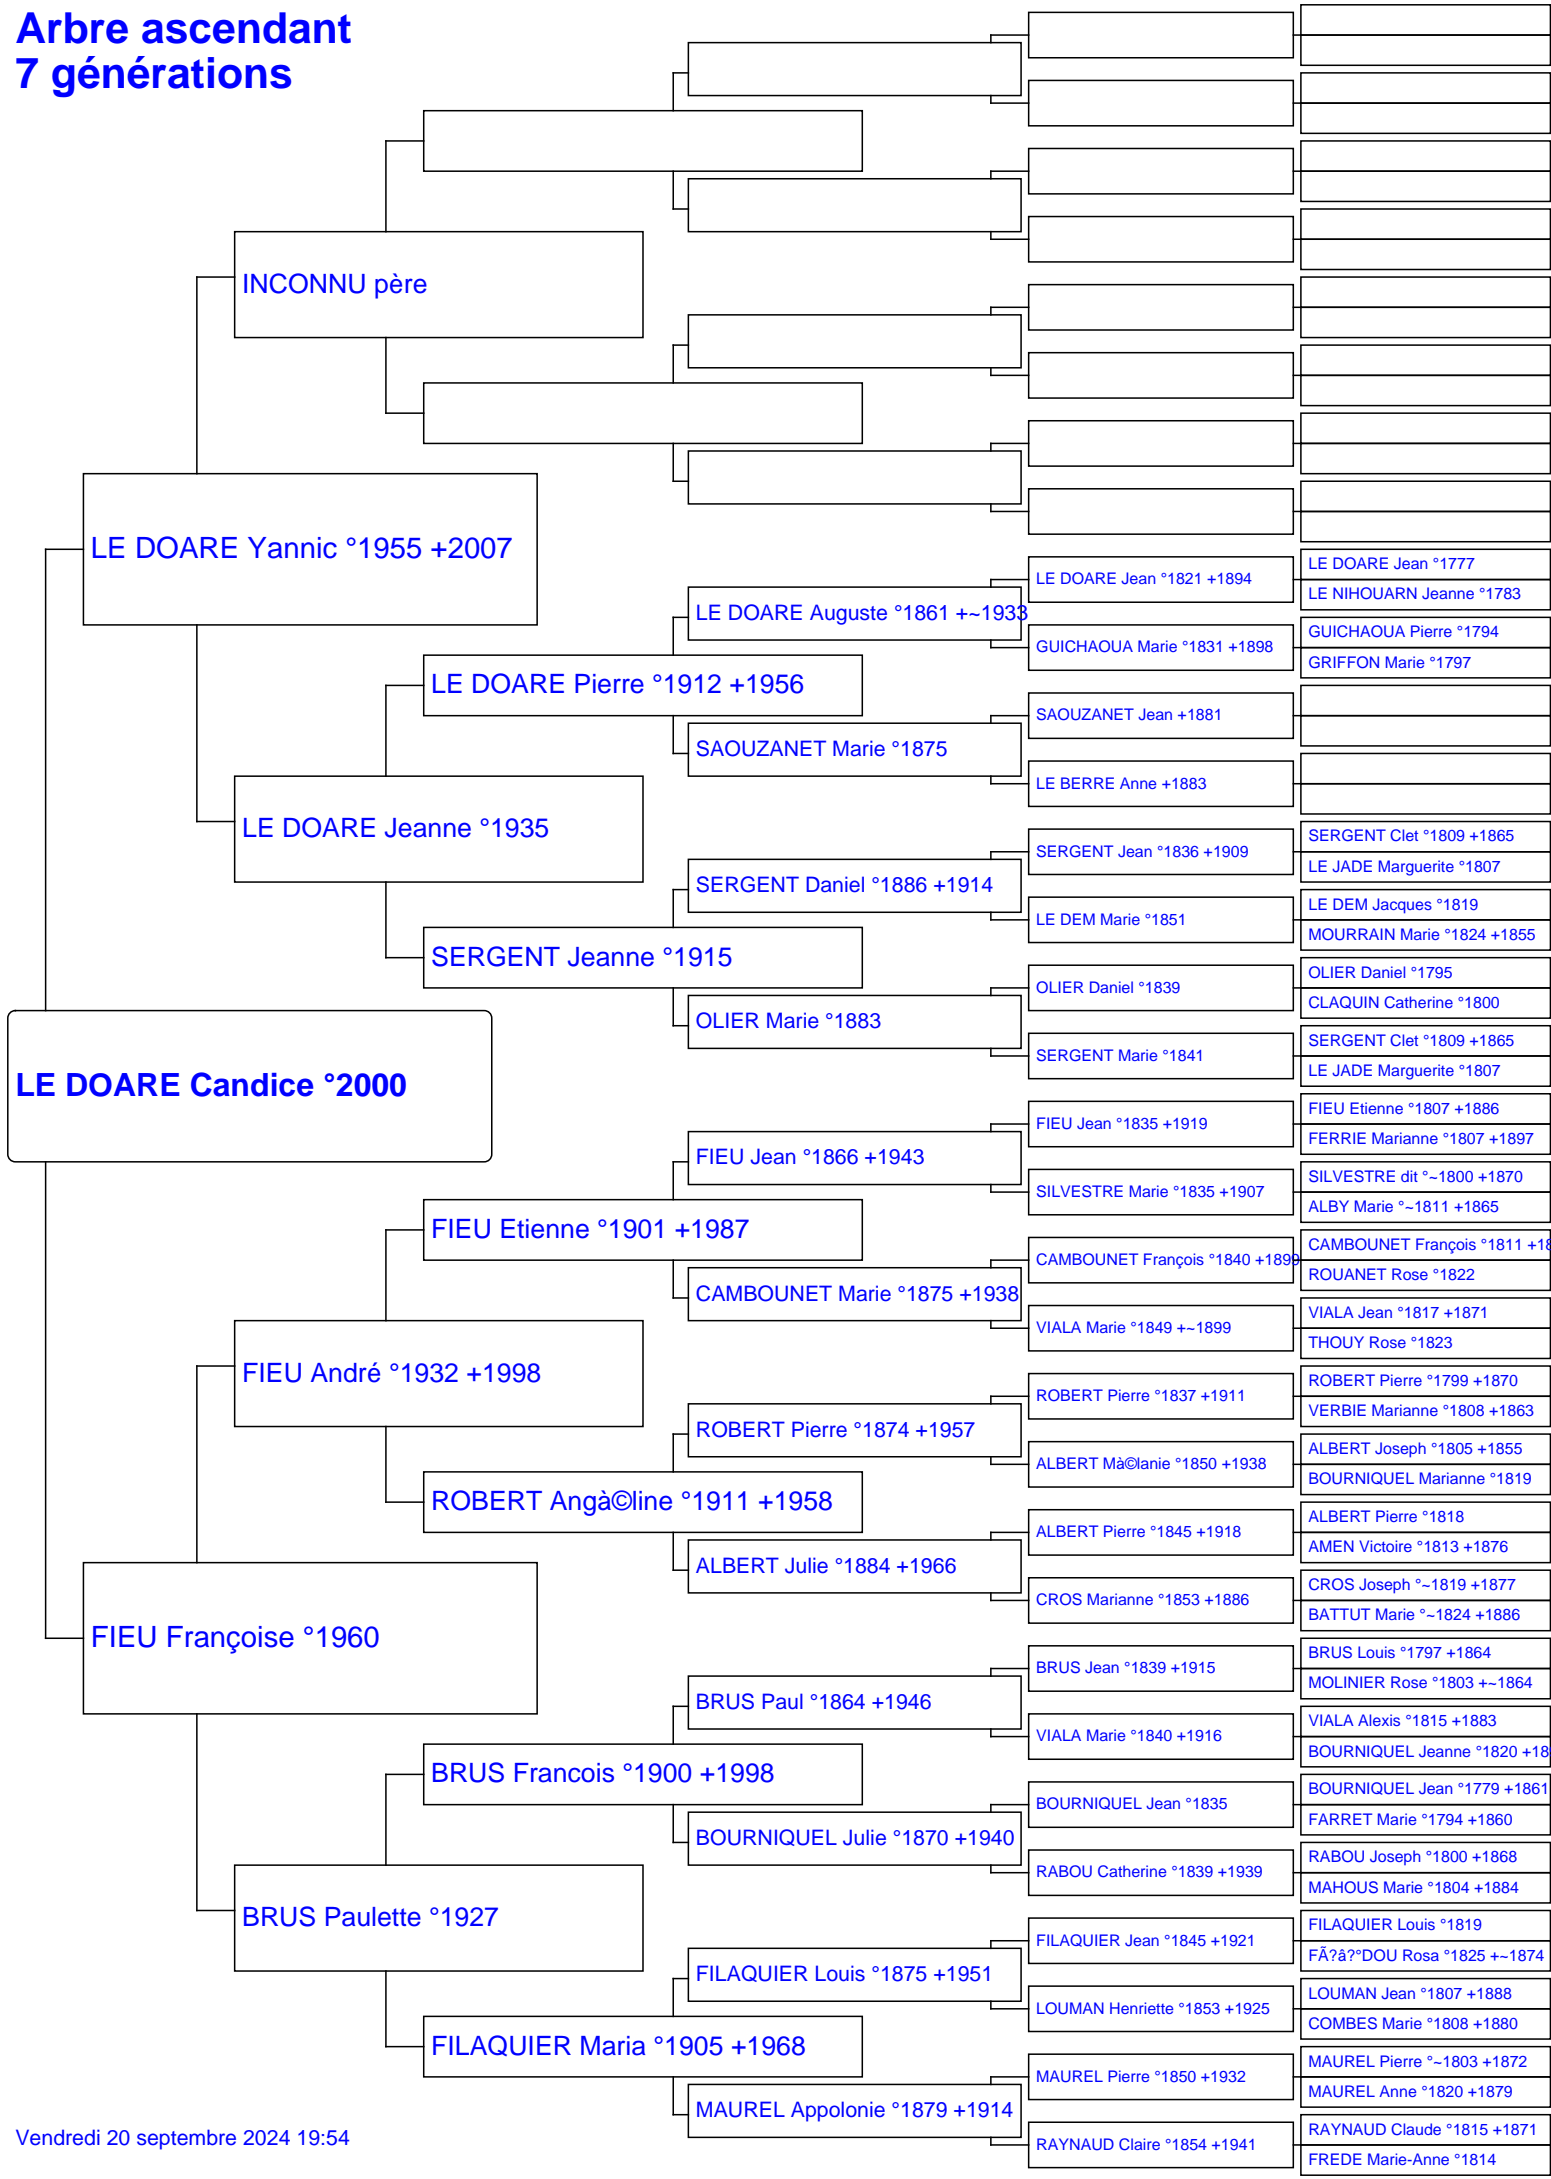 Arbre ascendant
7 générations
INCONNU père
LE DOARE Yannic °1955 +2007
LE DOARE Jean °1777
LE DOARE Jean °1821 +1894
LE NIHOUARN Jeanne °1783
LE DOARE Auguste °1861 +~1933
GUICHAOUA Pierre °1794
GUICHAOUA Marie °1831 +1898
GRIFFON Marie °1797
LE DOARE Pierre °1912 +1956
SAOUZANET Jean +1881
SAOUZANET Marie °1875
LE BERRE Anne +1883
LE DOARE Jeanne °1935
SERGENT Clet °1809 +1865
SERGENT Jean °1836 +1909
LE JADE Marguerite °1807
SERGENT Daniel °1886 +1914
LE DEM Jacques °1819
LE DEM Marie °1851
MOURRAIN Marie °1824 +1855
SERGENT Jeanne °1915
OLIER Daniel °1795
OLIER Daniel °1839
CLAQUIN Catherine °1800
OLIER Marie °1883
SERGENT Clet °1809 +1865
SERGENT Marie °1841
LE JADE Marguerite °1807
LE DOARE Candice °2000
FIEU Etienne °1807 +1886
FIEU Jean °1835 +1919
FERRIE Marianne °1807 +1897
FIEU Jean °1866 +1943
SILVESTRE dit °~1800 +1870
SILVESTRE Marie °1835 +1907
ALBY Marie °~1811 +1865
FIEU Etienne °1901 +1987
CAMBOUNET François °1811 +18
CAMBOUNET François °1840 +1899
ROUANET Rose °1822
CAMBOUNET Marie °1875 +1938
VIALA Jean °1817 +1871
VIALA Marie °1849 +~1899
THOUY Rose °1823
FIEU André °1932 +1998
ROBERT Pierre °1799 +1870
ROBERT Pierre °1837 +1911
VERBIE Marianne °1808 +1863
ROBERT Pierre °1874 +1957
ALBERT Joseph °1805 +1855
ALBERT Mà©lanie °1850 +1938
BOURNIQUEL Marianne °1819
ROBERT Angà©line °1911 +1958
ALBERT Pierre °1818
ALBERT Pierre °1845 +1918
AMEN Victoire °1813 +1876
ALBERT Julie °1884 +1966
CROS Joseph °~1819 +1877
CROS Marianne °1853 +1886
BATTUT Marie °~1824 +1886
FIEU Françoise °1960
BRUS Louis °1797 +1864
BRUS Jean °1839 +1915
MOLINIER Rose °1803 +~1864
BRUS Paul °1864 +1946
VIALA Alexis °1815 +1883
VIALA Marie °1840 +1916
BOURNIQUEL Jeanne °1820 +18
BRUS Francois °1900 +1998
BOURNIQUEL Jean °1779 +1861
BOURNIQUEL Jean °1835
FARRET Marie °1794 +1860
BOURNIQUEL Julie °1870 +1940
RABOU Joseph °1800 +1868
RABOU Catherine °1839 +1939
MAHOUS Marie °1804 +1884
BRUS Paulette °1927
FILAQUIER Louis °1819
FILAQUIER Jean °1845 +1921
FÃ?â?°DOU Rosa °1825 +~1874
FILAQUIER Louis °1875 +1951
LOUMAN Jean °1807 +1888
LOUMAN Henriette °1853 +1925
COMBES Marie °1808 +1880
FILAQUIER Maria °1905 +1968
MAUREL Pierre °~1803 +1872
MAUREL Pierre °1850 +1932
MAUREL Anne °1820 +1879
MAUREL Appolonie °1879 +1914
RAYNAUD Claude °1815 +1871
RAYNAUD Claire °1854 +1941
FREDE Marie-Anne °1814
Vendredi 20 septembre 2024 19:54